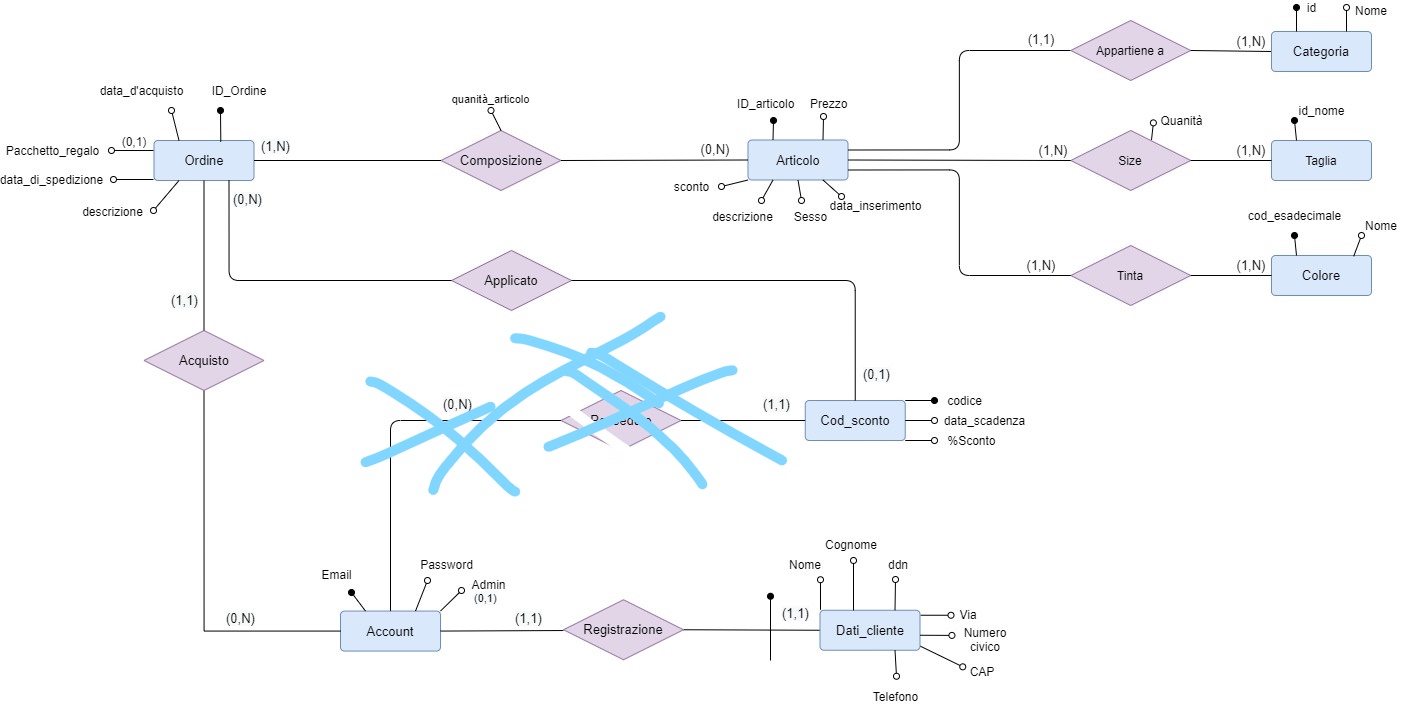 id
Nome
(1,1)
Appartiene a
(1,N)
Categoria
data_d'acquisto
ID_Ordine
quanità_articolo
ID_articolo
Prezzo
Quanità
id_nome
Pacchetto_regalo
(0,1)
Ordine
(1,N)
Composizione
(0,N)
Articolo
(1,N)
Size
(1,N)
Taglia
data_di_spedizione
(0,N)
sconto
descrizione
descrizione
Sesso
data_inserimento
cod_esadecimale
Nome
(1,N)
Tinta
(1,N)
Colore
Applicato
(1,1)
Acquisto
(0,1)
(0,N)
(1,1)
Cod_sconto
codice
data_scadenza
%Sconto
Cognome
Nome
ddn
Email
Password
Admin
(0,1)
(0,N)
Account
(1,1)
Registrazione
(1,1)
Dati_cliente
Via
Numero
civico
CAP
Telefono